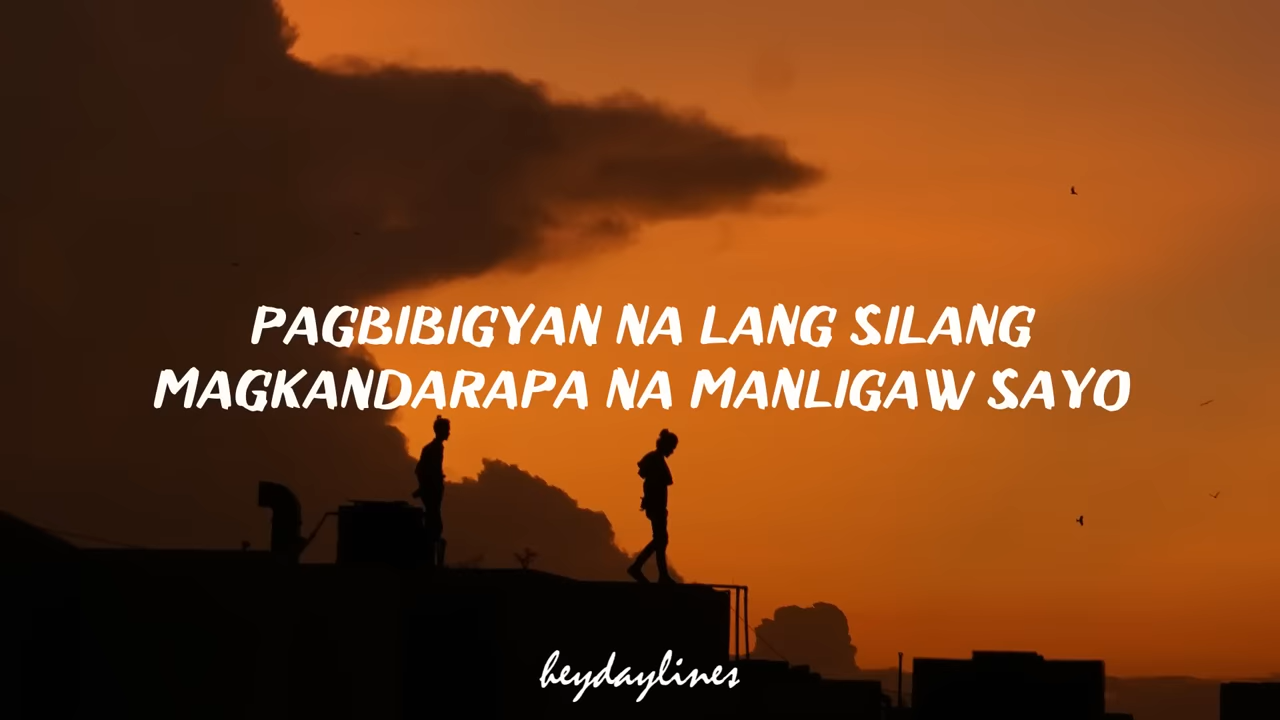 PAGBIBIGYAN NA LANG SILANG
MAGKANDARAPA NA MANLIGAW SAYO
heydaylines